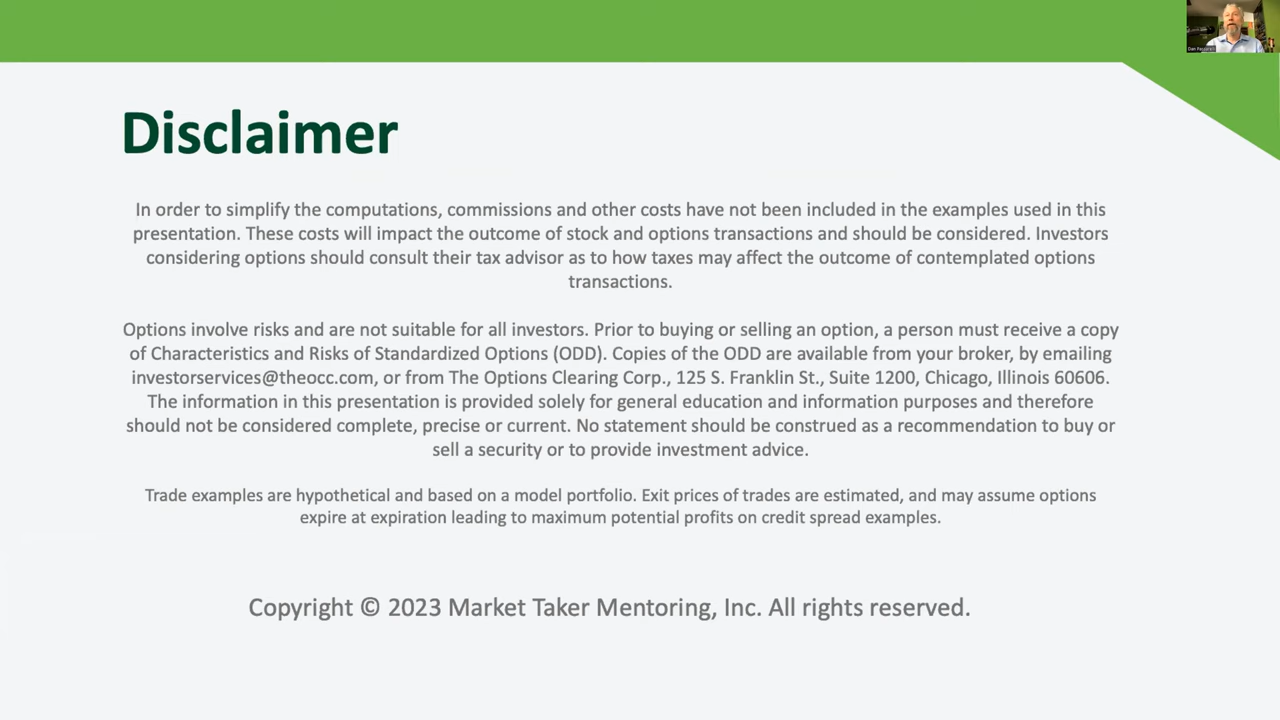 Disclaimer
In order to simplify the computations, commissions and other costs have not been included in the examples used in this
presentation. These costs will impact the outcome of stock and options transactions and should be considered. Investors
considering options should consult their tax advisor as to how taxes may affect the outcome of contemplated options
transactions.
Options involve risks and are not suitable for all investors. Prior to buying or selling an option, a person must receive a copy
of Characteristics and Risks of Standardized Options (ODD). Copies of the ODD are available from your broker, by emailing
investorservices@theocc.com, or from The Options Clearing Corp., 125 S. Franklin St., Suite 1200, Chicago, Illinois 60606.
The information in this presentation is provided solely for general education and information purposes and therefore
should not be considered complete, precise or current. No statement should be construed as a recommendation to buy or
sell a security or to provide investment advice.
Trade examples are hypothetical and based on a model portfolio. Exit prices of trades are estimated, and may assume options
expire at expiration leading to maximum potential profits on credit spread examples.
Copyright © 2023 Market Taker Mentoring, Inc. All rights reserved.